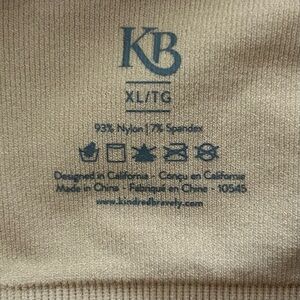 KB
XL/TG
93% Nylon | 7% Spandex
Designed in California - Conçu en Californie
Made in China - Fabriqué en Chine - 10545
www.kindredbravely.com